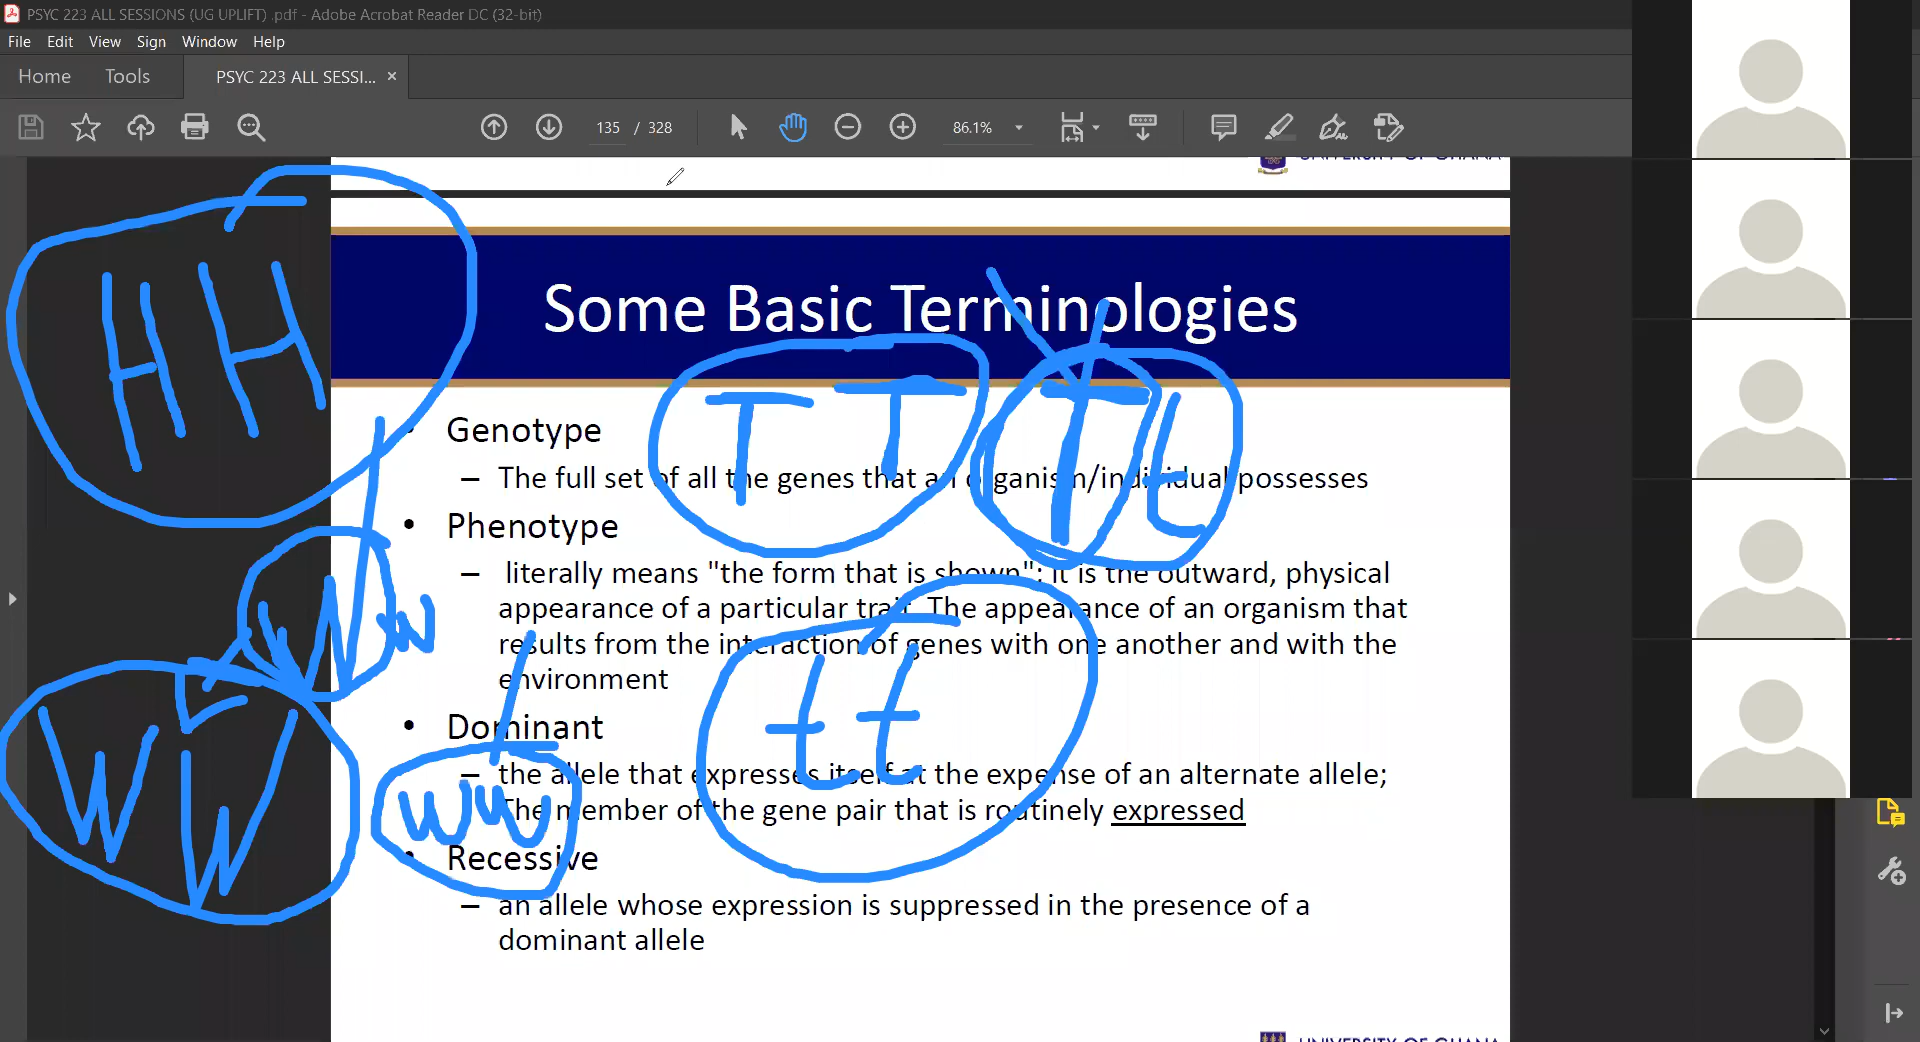 PSYC 223 ALL SESSIONS (UG UPLIFT) .pdf - Adobe Acrobat Reader DC (32-bit)
File Edit View Sign Window Help
Home Tools PSYC 223 ALL SESSI... ×
135 / 328 86.1%
UNIVERSITY OF GHANA
Some Basic Terminologies
HH
TT Tt
• Genotype
– The full set of all the genes that an organism/individual possesses
• Phenotype
– literally means "the form that is shown"; it is the outward, physical
appearance of a particular trait. The appearance of an organism that
results from the interaction of genes with one another and with the
environment
Ww
tt
WW
ww
• Dominant
– the allele that expresses itself at the expense of an alternate allele;
The member of the gene pair that is routinely expressed
• Recessive
– an allele whose expression is suppressed in the presence of a
dominant allele
UNIVERSITY OF GHANA